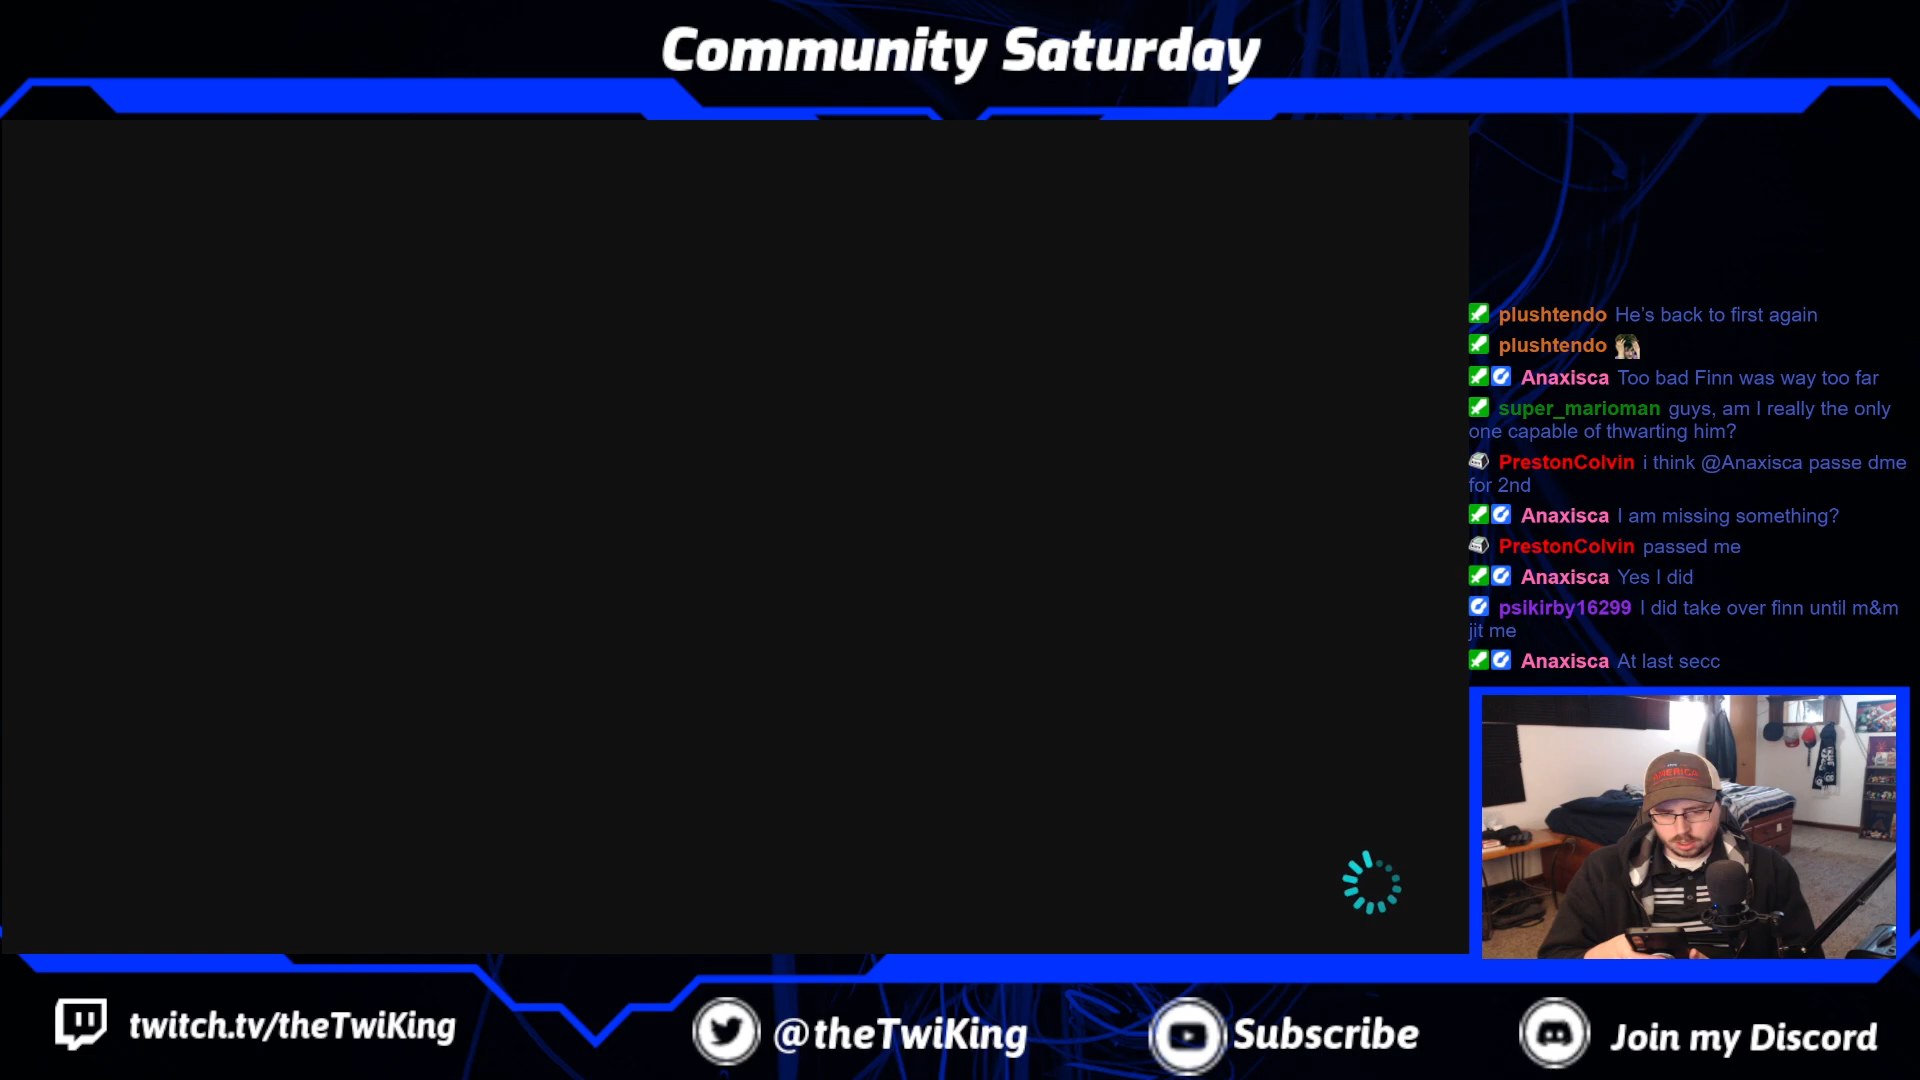 Community Saturday
plushtendo He's back to first again
plushtendo
Anaxisca Too bad Finn was way too far
super_marioman guys, am I really the only
one capable of thwarting him?
PrestonColvin i think @Anaxisca passe dme
for 2nd
Anaxisca I am missing something?
PrestonColvin passed me
Anaxisca Yes I did
psikirby16299 I did take over finn until m&m
jit me
Anaxisca At last secc
AMERICA
twitch.tv/theTwiKing
@theTwiKing
Subscribe
Join my Discord